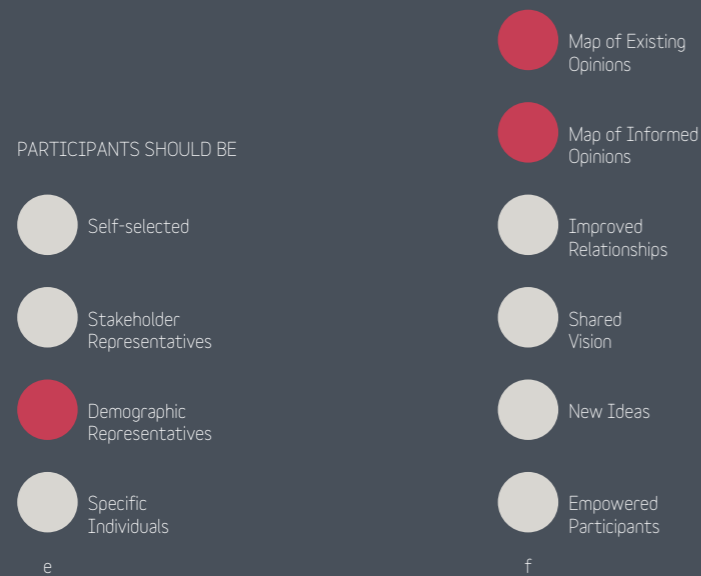 PARTICIPANTS SHOULD BE
Self-selected
Stakeholder
Representatives
Demographic
Representatives
Specific
Individuals
e
Map of Existing
Opinions
Map of Informed
Opinions
Improved
Relationships
Shared
Vision
New Ideas
Empowered
Participants
f